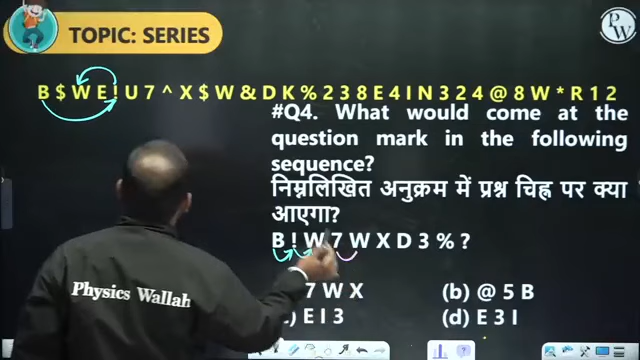 TOPIC: SERIES
PW
B $ W E ! U 7 ^ X $ W & D K % 2 3 8 E 4 I N 3 2 4 @ 8 W * R 1 2
#Q4. What would come at the
question mark in the following
sequence?
निम्नलिखित अनुक्रम में प्रश्न चिह्न पर क्या
आएगा?
B ! W 7 W X D 3 % ?
7 W X
(b) @ 5 B
) E I 3
(d) E 3 I
Physics Wallah